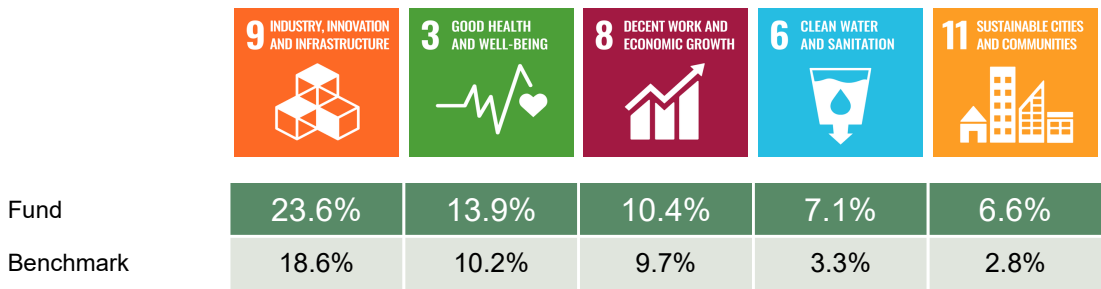 9 INDUSTRY, INNOVATION
AND INFRASTRUCTURE
3 GOOD HEALTH
AND WELL-BEING
8 DECENT WORK AND
ECONOMIC GROWTH
6 CLEAN WATER
AND SANITATION
11 SUSTAINABLE CITIES
AND COMMUNITIES
Fund 23.6% 13.9% 10.4% 7.1% 6.6%
Benchmark 18.6% 10.2% 9.7% 3.3% 2.8%